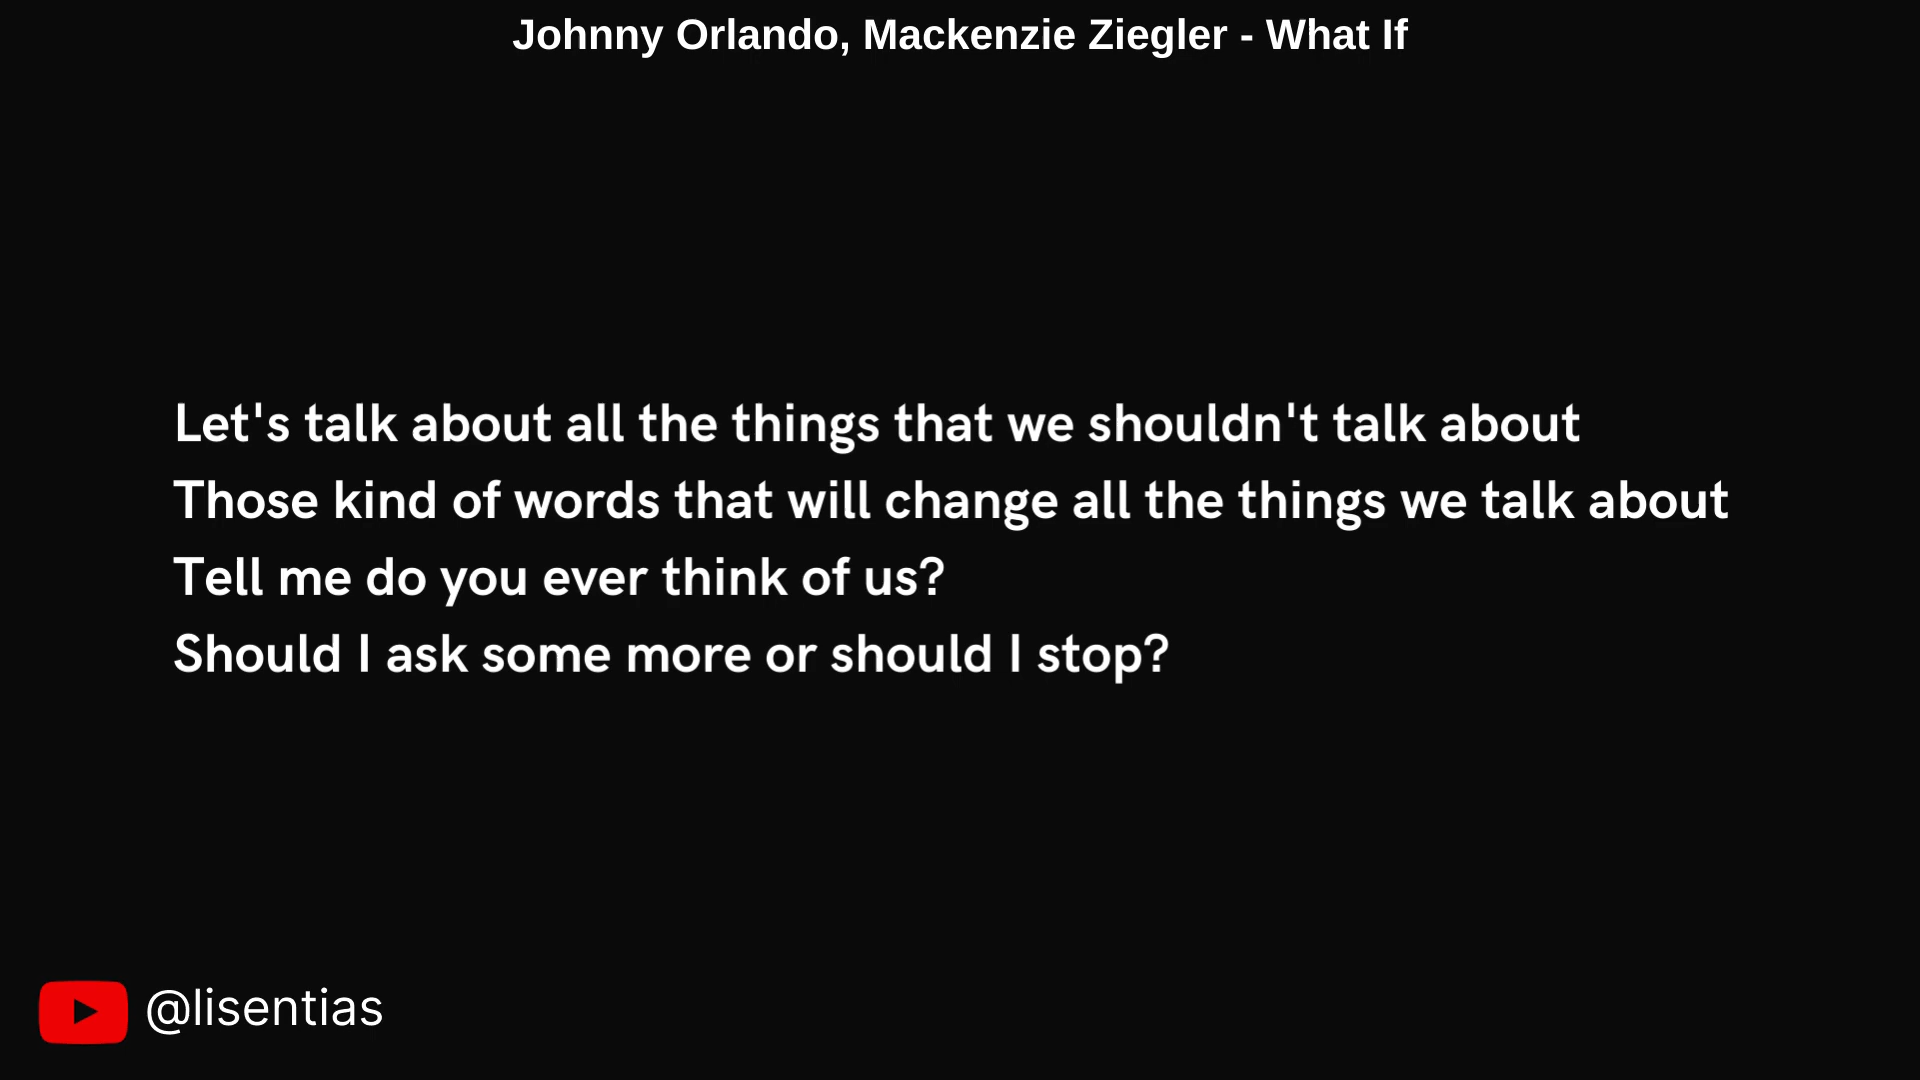 Johnny Orlando, Mackenzie Ziegler - What If
Let's talk about all the things that we shouldn't talk about
Those kind of words that will change all the things we talk about
Tell me do you ever think of us?
Should I ask some more or should I stop?
@lisentias